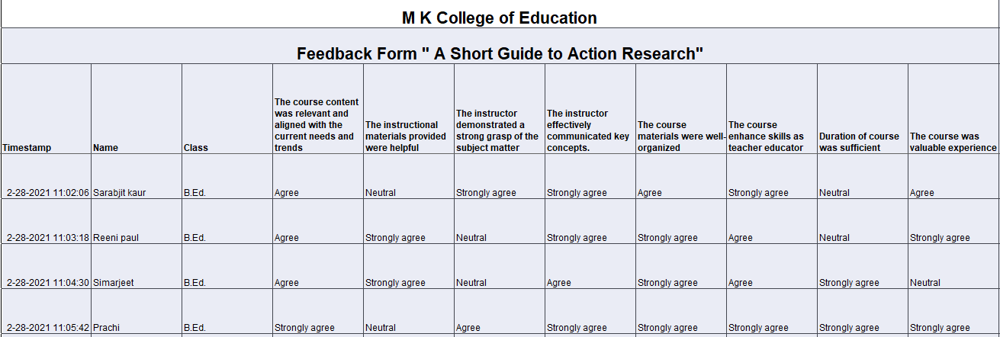 M K College of Education
Feedback Form " A Short Guide to Action Research"
Timestamp
Name
Class
The course content
was relevant and
aligned with the
current needs and
trends
The instructional
materials provided
were helpful
The instructor
demonstrated a
strong grasp of the
subject matter
The instructor
effectively
communicated key
concepts.
The course
materials were well-
organized
The course
enhance skills as
teacher educator
Duration of course
was sufficient
The course was
valuable experience
2-28-2021 11:02:06 Sarabjit kaur B.Ed. Agree Neutral Strongly agree Strongly agree Agree Strongly agree Neutral Agree
2-28-2021 11:03:18 Reeni paul B.Ed. Agree Strongly agree Neutral Strongly agree Strongly agree Agree Neutral Strongly agree
2-28-2021 11:04:30 Simarjeet B.Ed. Agree Strongly agree Neutral Agree Strongly agree Agree Strongly agree Neutral
2-28-2021 11:05:42 Prachi B.Ed. Strongly agree Neutral Agree Strongly agree Strongly agree Strongly agree Strongly agree Strongly agree